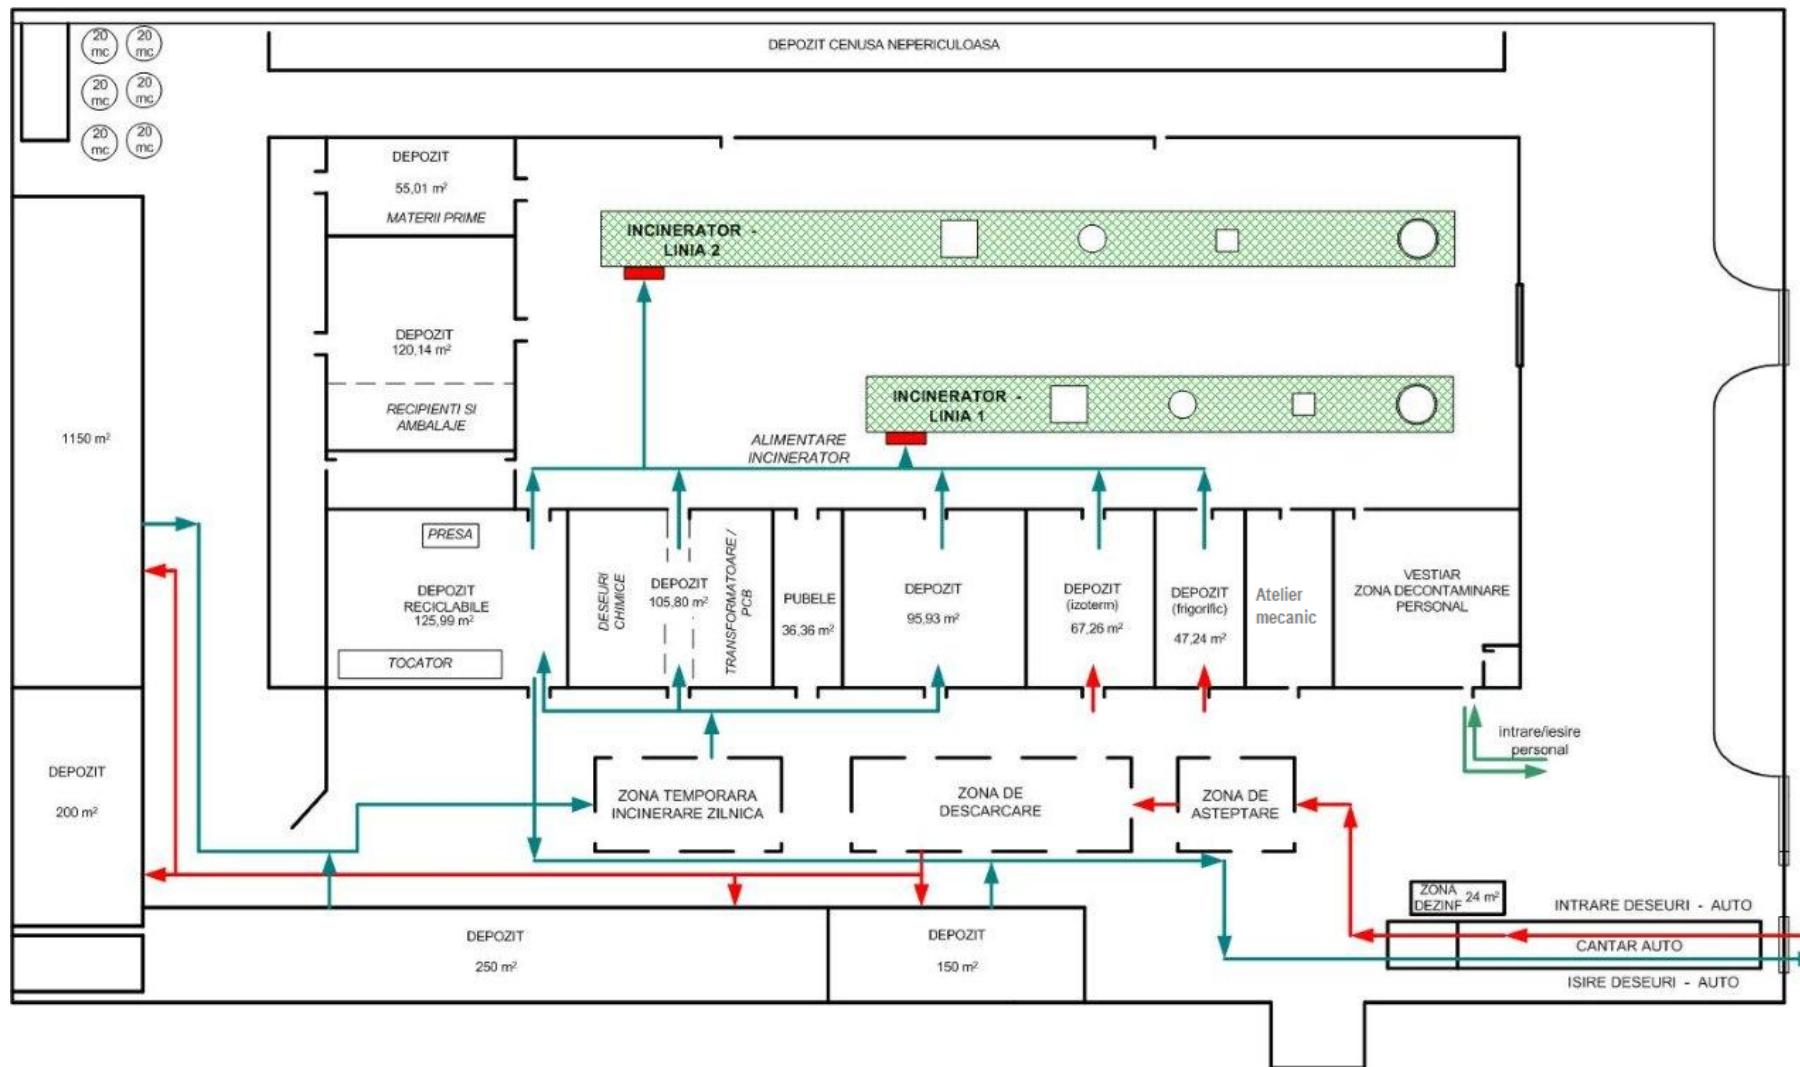 20
mc
20
mc
20
mc
20
mc
20
mc
20
mc
DEPOZIT CENUSA NEPERICULOASA
DEPOZIT
55,01 m²
MATERII PRIME
INCINERATOR -
LINIA 2
DEPOZIT
120,14 m²
RECIPIENTI SI
AMBALAJE
INCINERATOR -
LINIA 1
1150 m²
ALIMENTARE
INCINERATOR
PRESA
DEPOZIT
RECICLABILE
125,99 m²
TOCATOR
DESEURI
CHIMICE
DEPOZIT
105,80 m²
TRANSFORMATOARE /
PCB
PUBELE
36,36 m²
DEPOZIT
95,93 m²
DEPOZIT
(izoterm)
67,26 m²
DEPOZIT
(frigorific)
47,24 m²
Atelier
mecanic
VESTIAR
ZONA DECONTAMINARE
PERSONAL
intrare/iesire
personal
DEPOZIT
200 m²
ZONA TEMPORARA
INCINERARE ZILNICA
ZONA DE
DESCARCARE
ZONA DE
ASTEPTARE
ZONA
DEZINF
24 m²
INTRARE DESEURI - AUTO
CANTAR AUTO
ISIRE DESEURI - AUTO
DEPOZIT
250 m²
DEPOZIT
150 m²